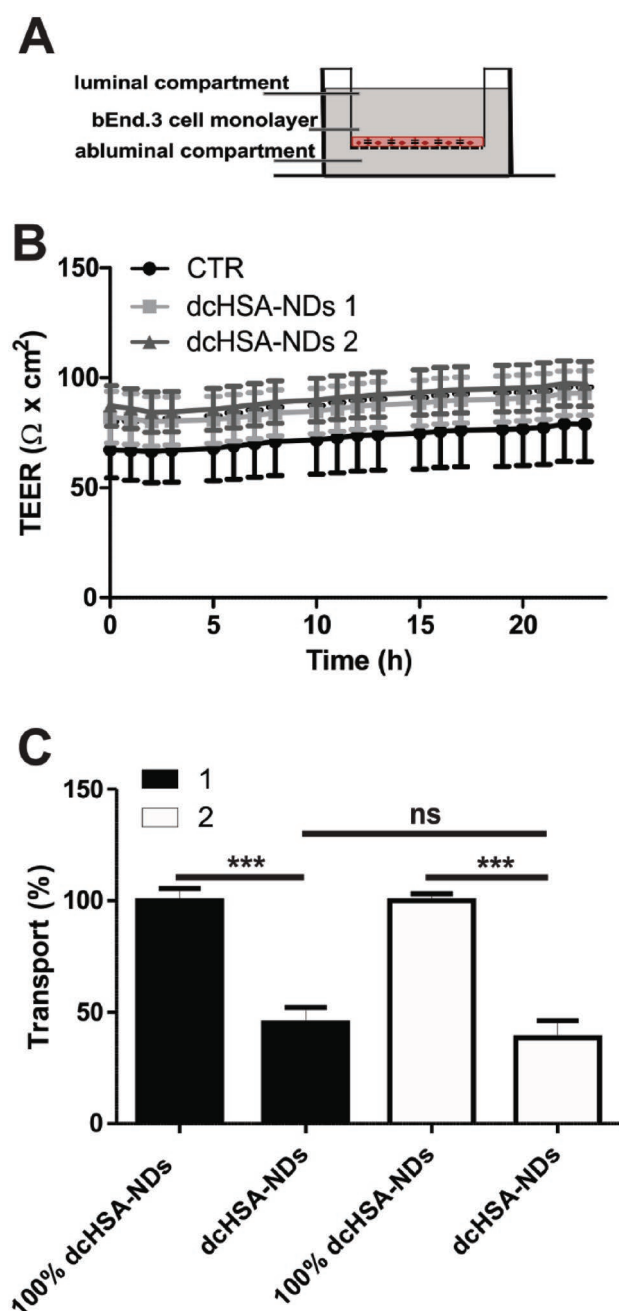 A
luminal compartment
bEnd.3 cell monolayer
abluminal compartment
B
150
100
50
0
TEER (Ω x cm²)
CTR
dcHSA-NDs 1
dcHSA-NDs 2
0 5 10 15 20
Time (h)
C
150
100
50
0
Transport (%)
1
2
ns
*** ***
100% dcHSA-NDs
dcHSA-NDs
100% dcHSA-NDs
dcHSA-NDs